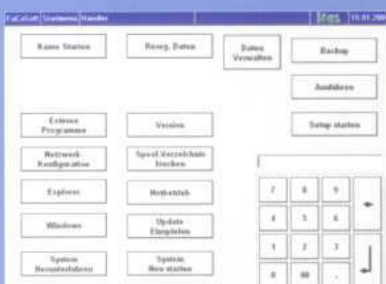 Startmenu Händler
Kasse Starten
Reorg. Daten
Daten
Verwalten
Backup
Ausführen
Externe
Programme
Version
Setup starten
Netzwerk
Konfiguration
Spool-Verzeichnis
Explorer
Notbetrieb
Windows
Update
Einspielen
System
Herunterfahren
System
Neu starten
7 8 9
4 5 6
1 2 3
0 00 .